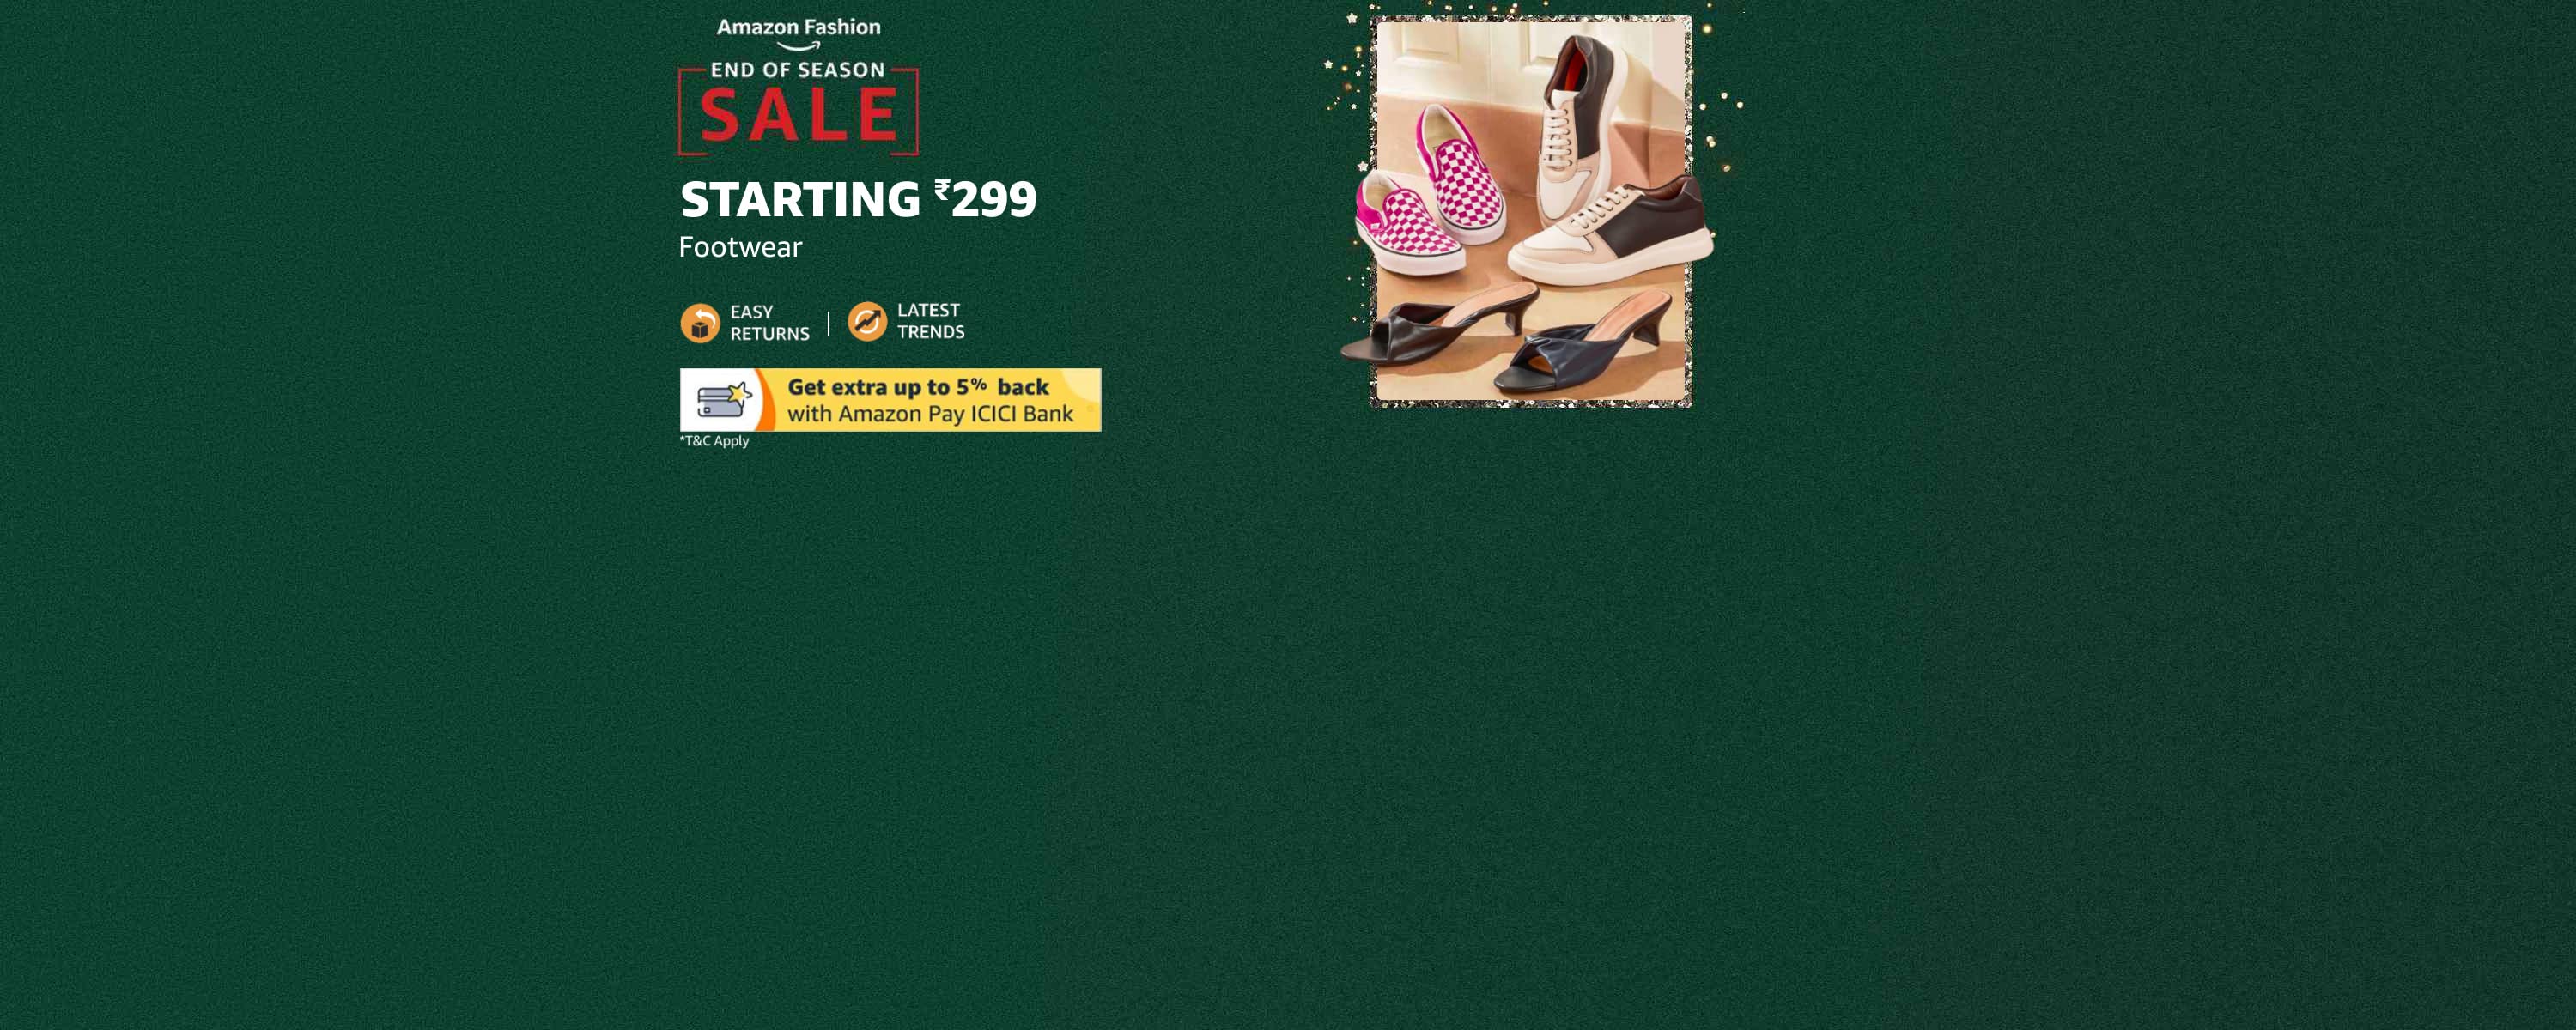 Amazon Fashion
END OF SEASON
SALE
STARTING ₹299
Footwear
EASY
RETURNS
LATEST
TRENDS
Get extra up to 5% back
with Amazon Pay ICICI Bank
*T&C Apply